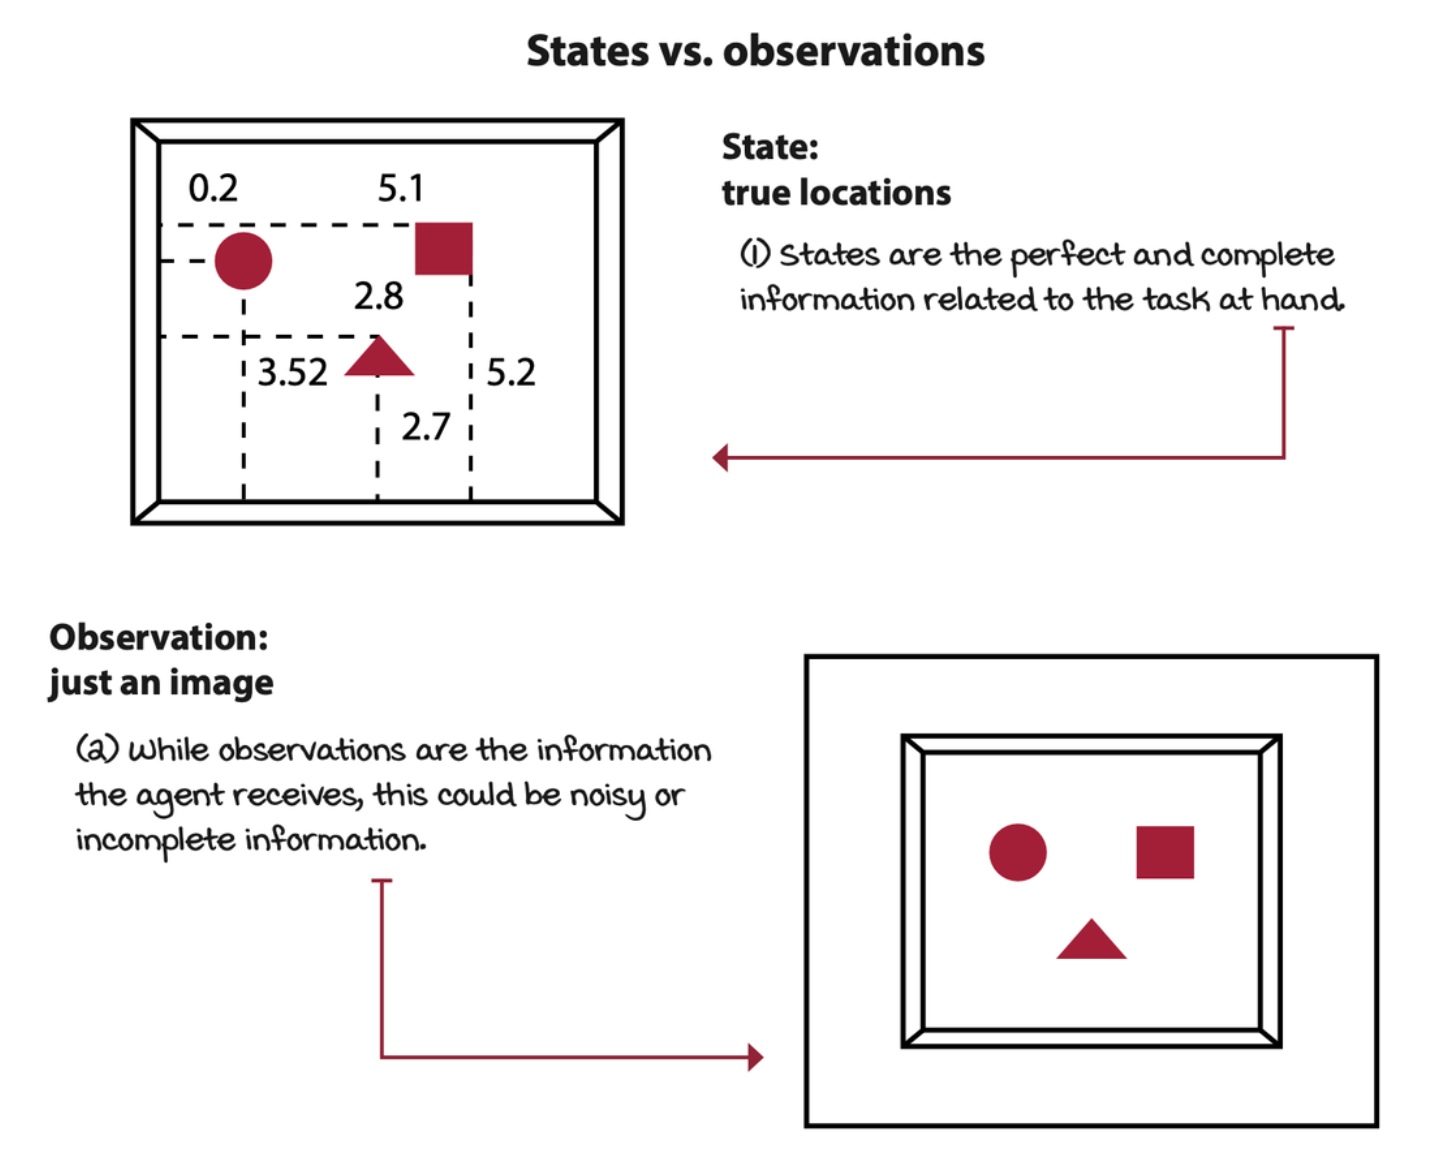 States vs. observations
0.2
5.1
2.8
3.52
5.2
2.7
State:
true locations
(1) States are the perfect and complete
information related to the task at hand.
Observation:
just an image
(2) While observations are the information
the agent receives, this could be noisy or
incomplete information.